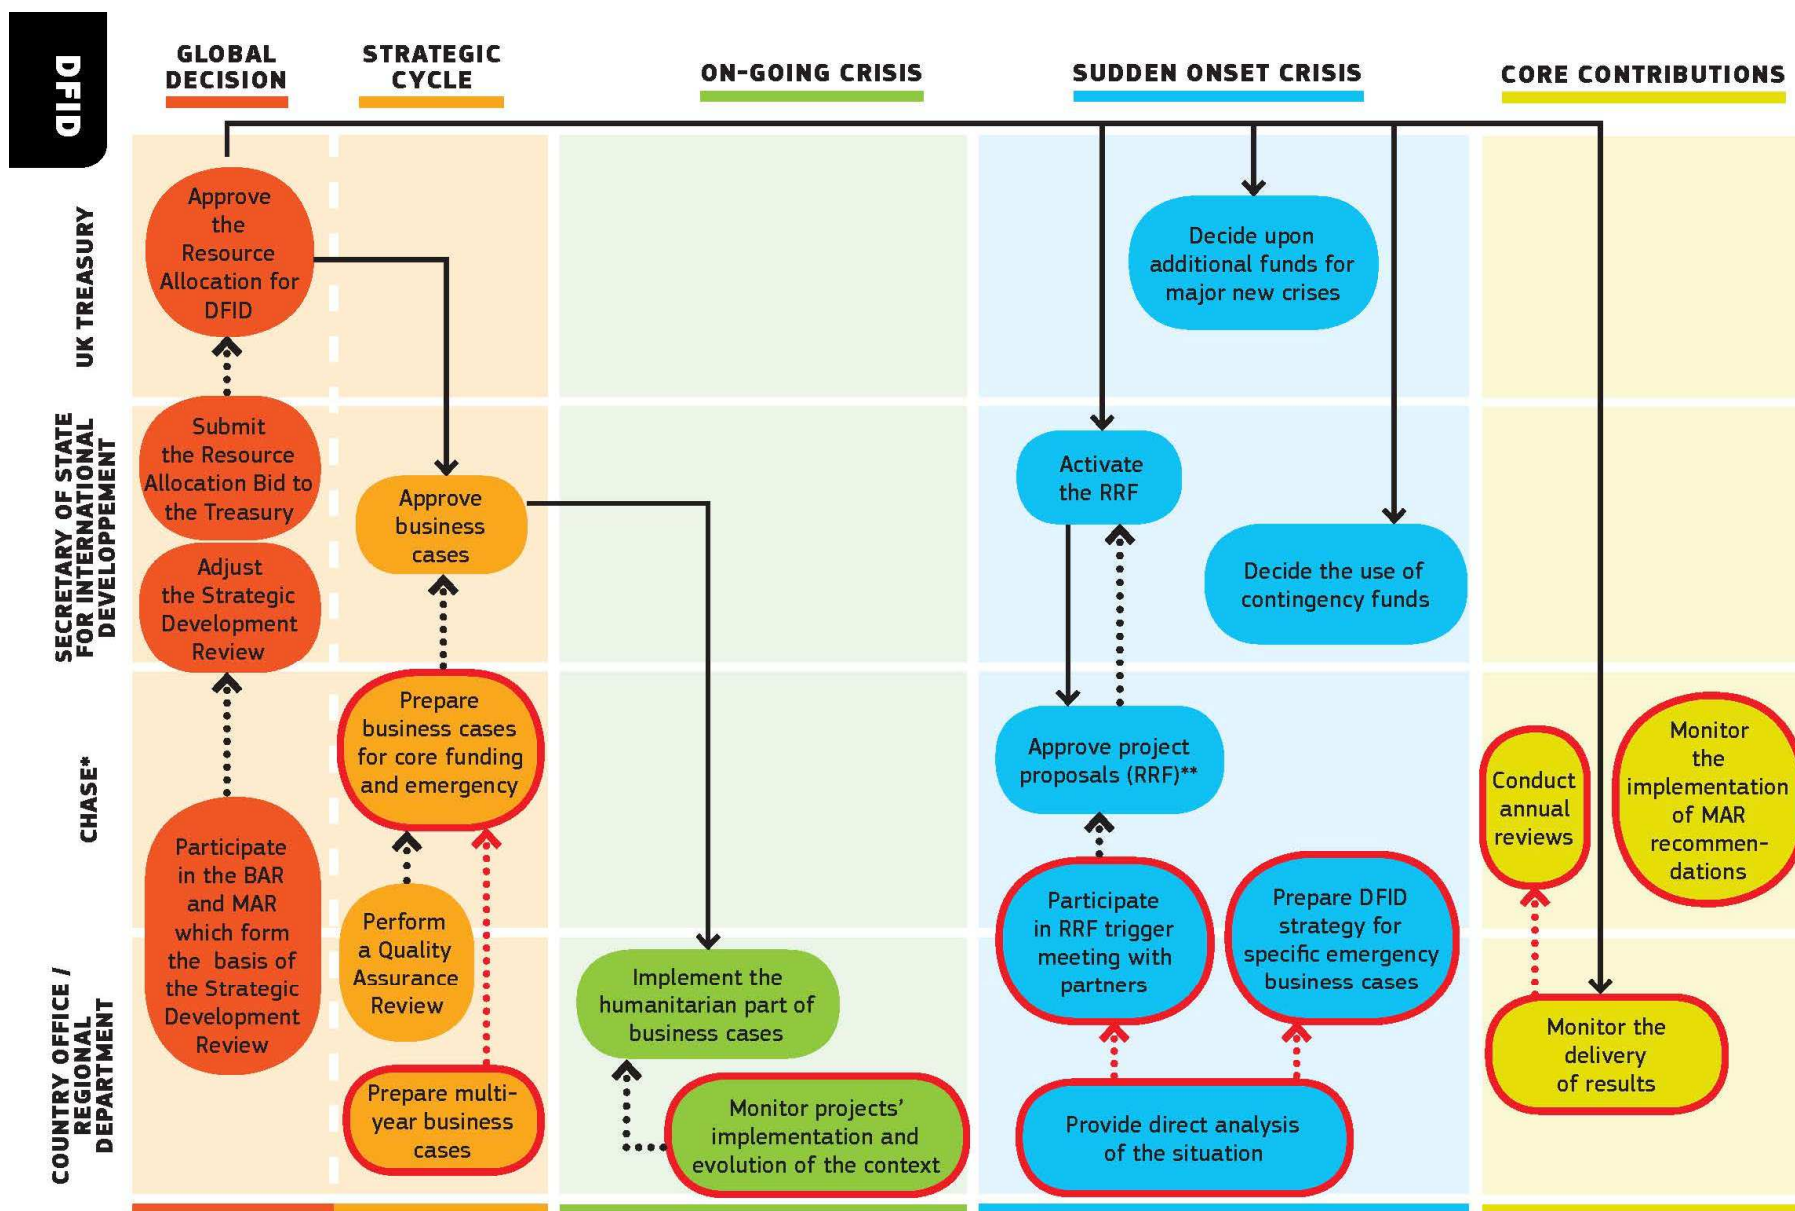 DFID
GLOBAL
DECISION
STRATEGIC
CYCLE
ON-GOING CRISIS
SUDDEN ONSET CRISIS
CORE CONTRIBUTIONS
UK TREASURY
Approve
the
Resource
Allocation for
DFID
Decide upon
additional funds for
major new crises
SECRETARY OF STATE
FOR INTERNATIONAL
DEVELOPPEMENT
Submit
the Resource
Allocation Bid to
the Treasury
Adjust
the Strategic
Development
Review
Approve
business
cases
Activate
the RRF
Decide the use of
contingency funds
CHASE*
Participate
in the BAR
and MAR
which form
the basis of
the Strategic
Development
Review
Prepare
business cases
for core funding
and emergency
Perform
a Quality
Assurance
Review
Approve project
proposals (RRF)**
Participate
in RRF trigger
meeting with
partners
Prepare DFID
strategy for
specific emergency
business cases
Conduct
annual
reviews
Monitor
the
implementation
of MAR
recommen-
dations
COUNTRY OFFICE /
REGIONAL
DEPARTMENT
Prepare multi-
year business
cases
Implement the
humanitarian part of
business cases
Monitor projects'
implementation and
evolution of the context
Provide direct analysis
of the situation
Monitor the
delivery
of results